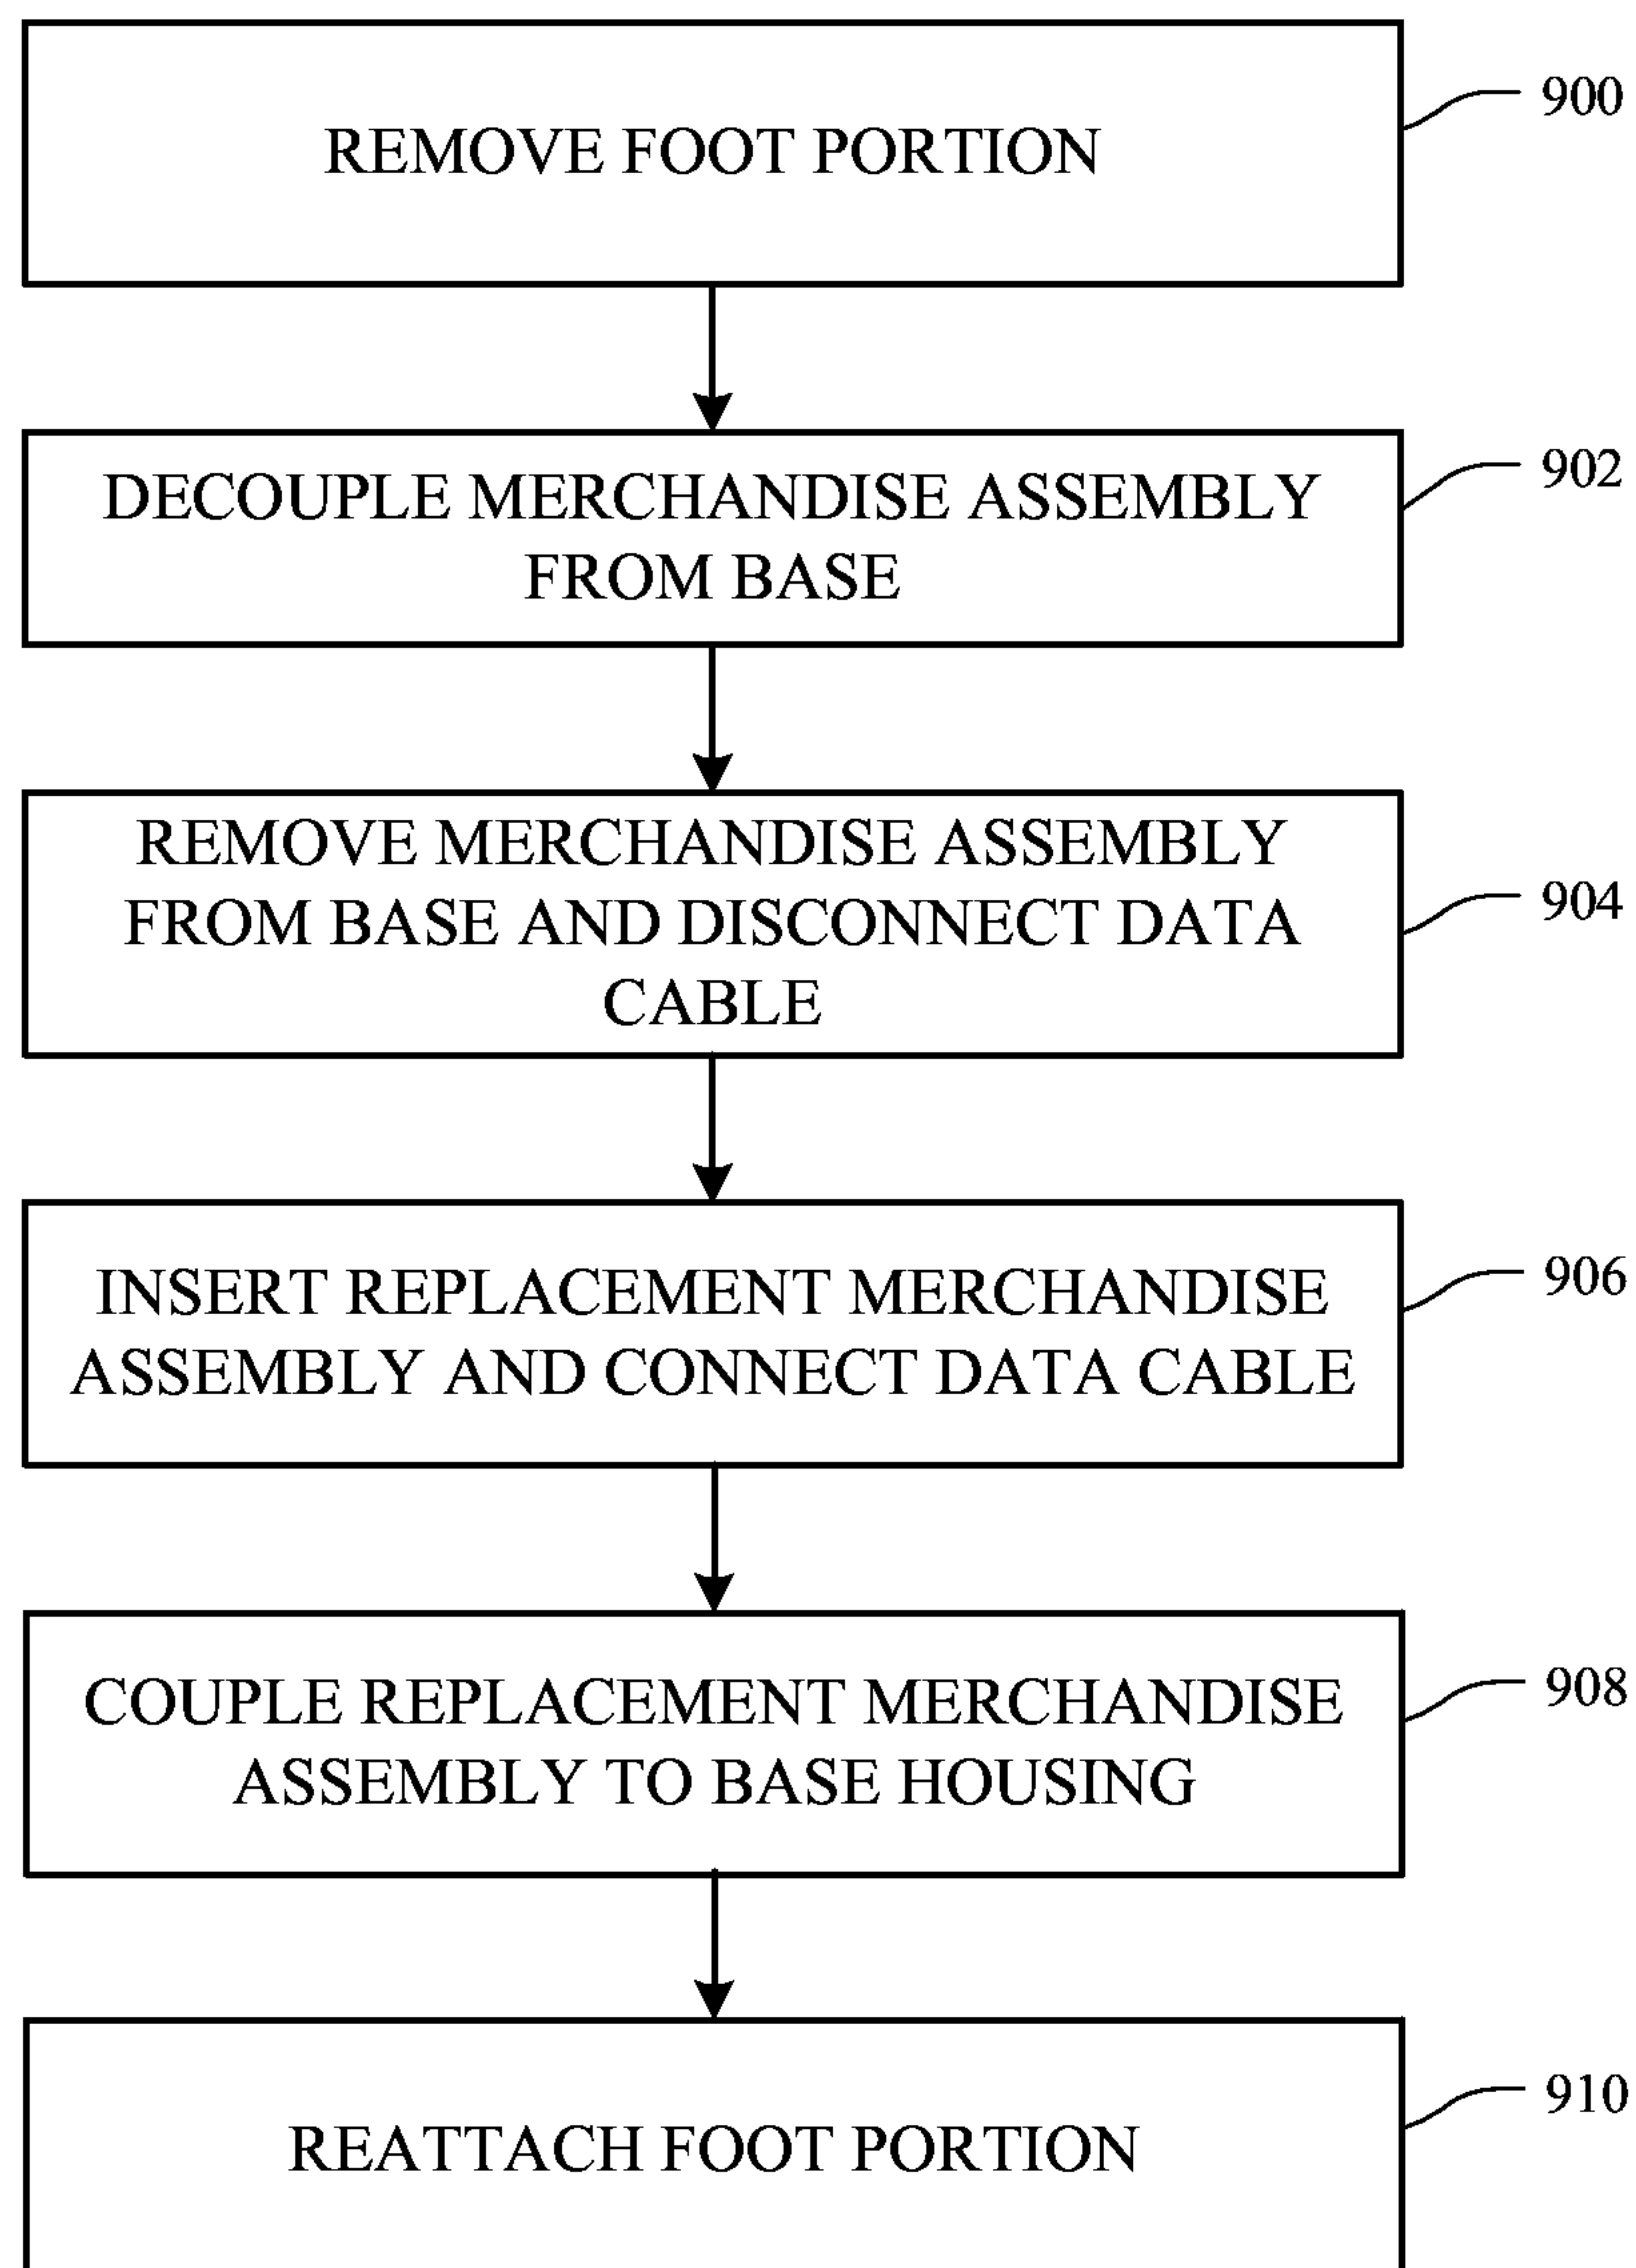 REMOVE FOOT PORTION
900
DECOUPLE MERCHANDISE ASSEMBLY
FROM BASE
902
REMOVE MERCHANDISE ASSEMBLY
FROM BASE AND DISCONNECT DATA
CABLE
904
INSERT REPLACEMENT MERCHANDISE
ASSEMBLY AND CONNECT DATA CABLE
906
COUPLE REPLACEMENT MERCHANDISE
ASSEMBLY TO BASE HOUSING
908
REATTACH FOOT PORTION
910